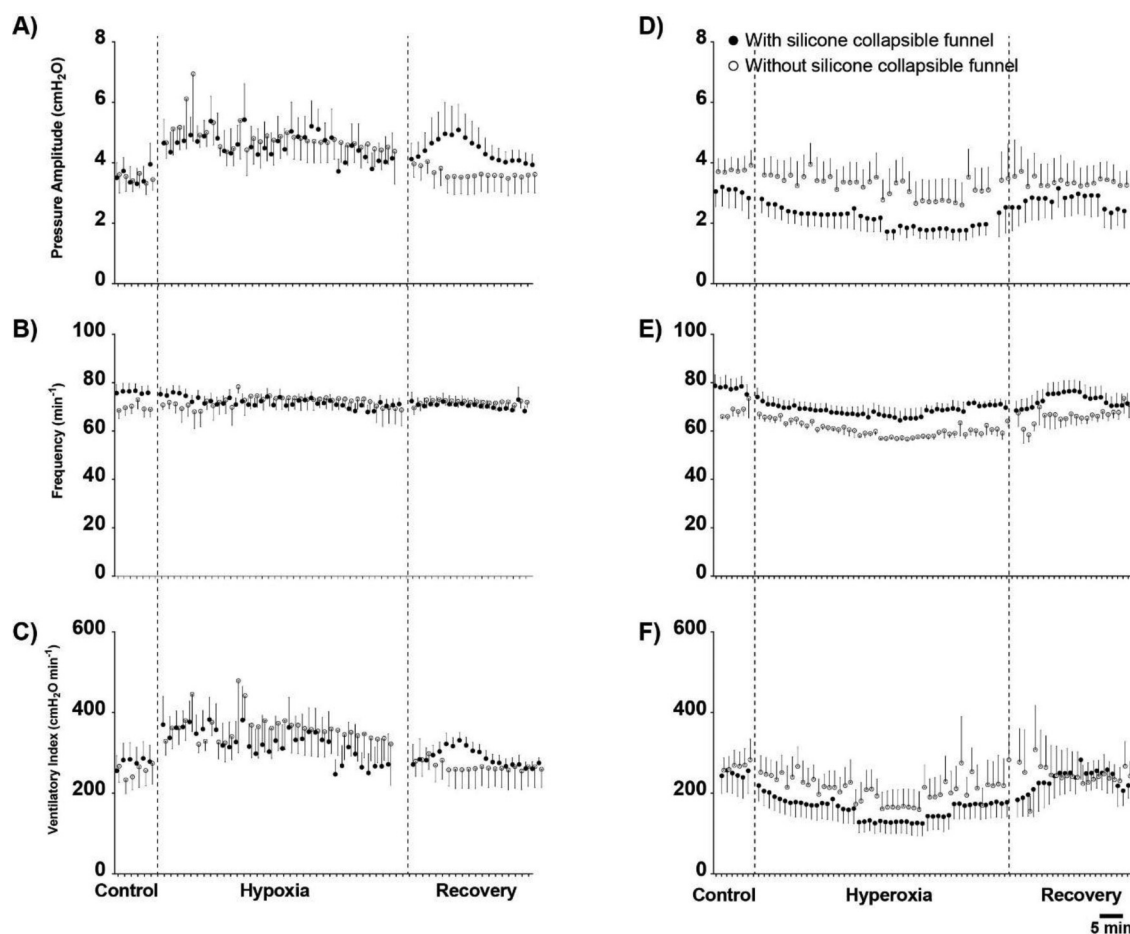 A)
8
6
4
2
0
Pressure Amplitude (cmH₂O)
B)
100
80
60
40
20
0
Frequency (min⁻¹)
C)
600
400
200
0
Ventilatory Index (cmH₂O min⁻¹)
Control Hypoxia Recovery
D)
8
6
4
2
0
With silicone collapsible funnel
Without silicone collapsible funnel
E)
100
80
60
40
20
0
F)
600
400
200
0
Control Hyperoxia Recovery
5 min